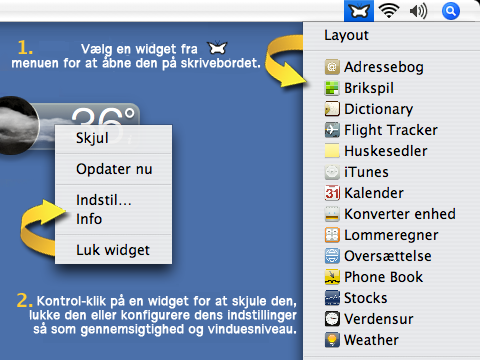 1. Vælg en widget fra
menuen for at åbne den på skrivebordet.
Layout
Adressebog
Brikspil
Dictionary
Flight Tracker
Huskesedler
iTunes
31 Kalender
Konverter enhed
Lommeregner
Oversættelse
Phone Book
Stocks
Verdensur
Weather
36°
Skjul
Opdater nu
Indstil...
Info
Luk widget
2. Kontrol-klik på en widget for at skjule den,
lukke den eller konfigurere dens indstillinger
så som gennemsigtighed og vinduesniveau.